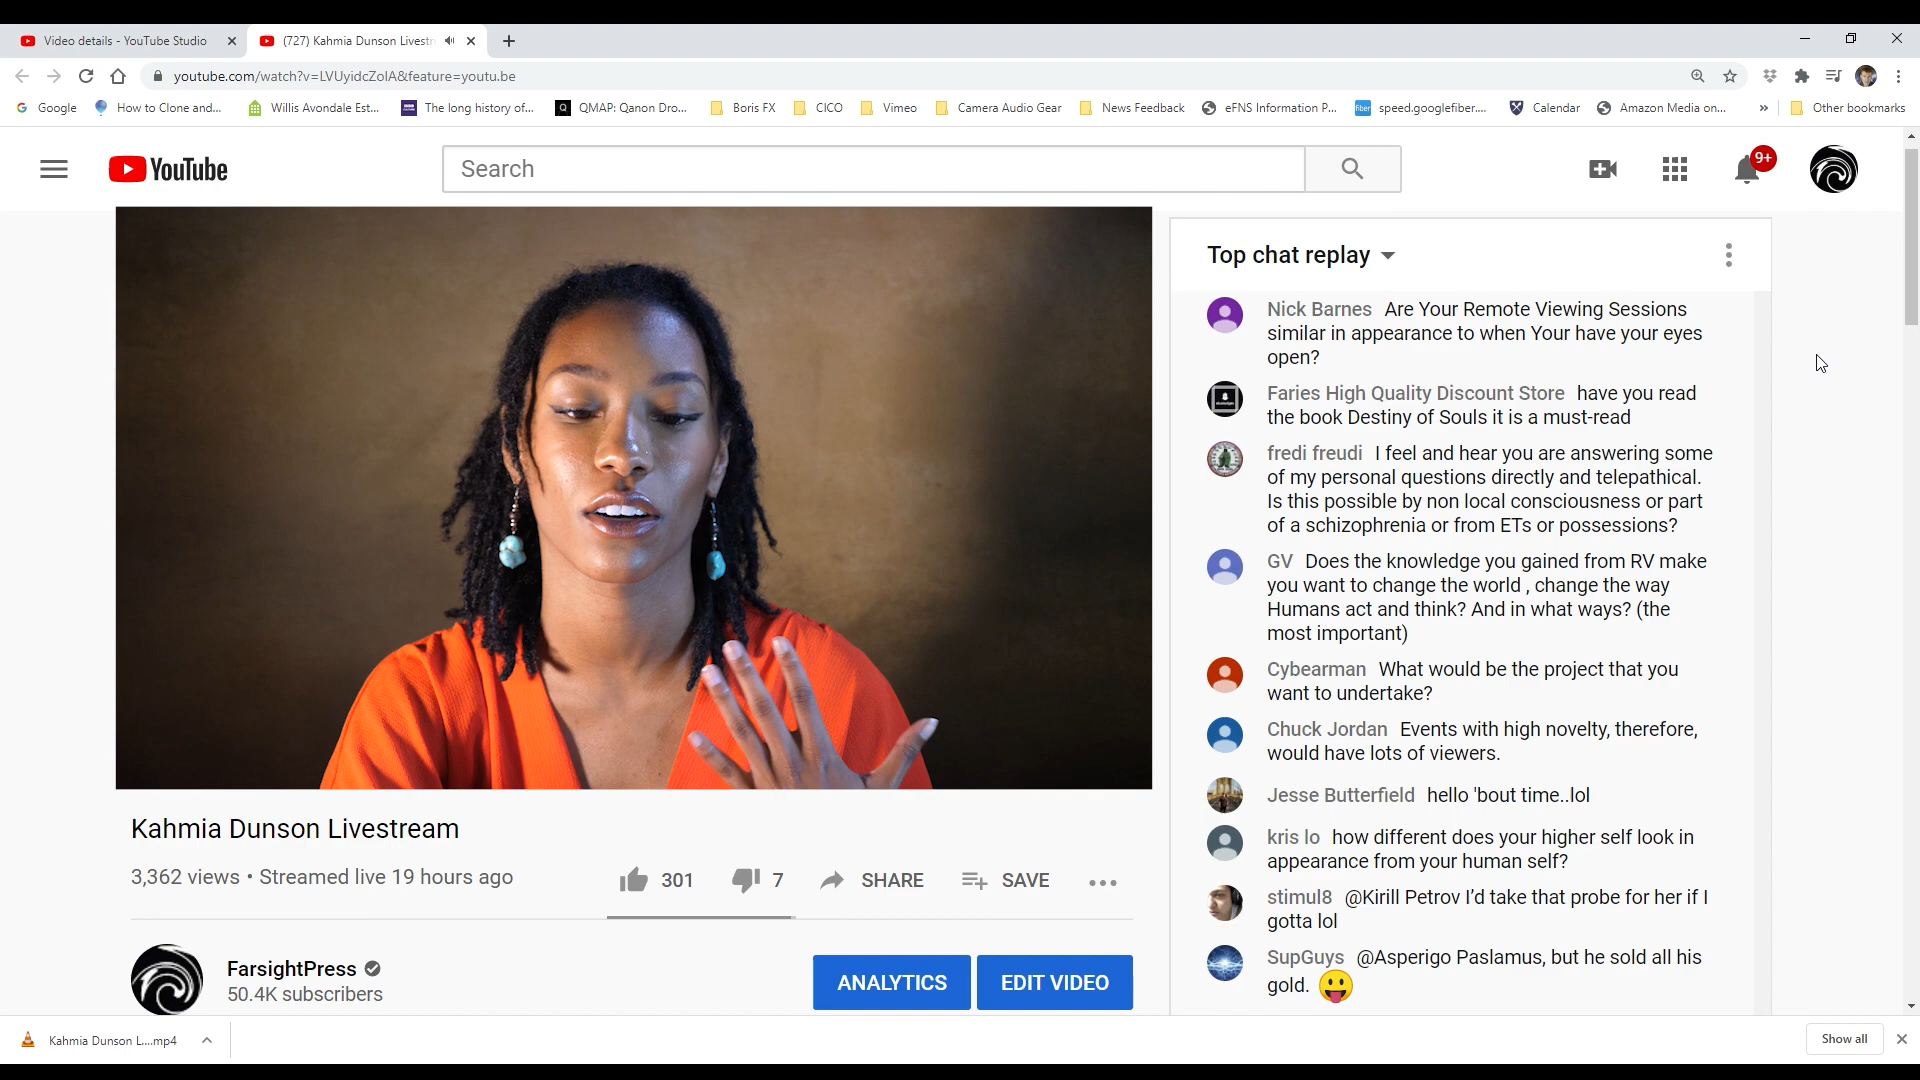 Video details - YouTube Studio
(727) Kahmia Dunson Livestr
youtube.com/watch?v=LVUyidcZolA&feature=youtu.be
Google
How to Clone and...
Willis Avondale Est...
The long history of...
QMAP: Qanon Dro...
Boris FX
CICO
Vimeo
Camera Audio Gear
News Feedback
eFNS Information P...
speed.googlefiber....
Calendar
Amazon Media on...
»
Other bookmarks
YouTube
Search
9+
Top chat replay
Nick Barnes Are Your Remote Viewing Sessions
similar in appearance to when Your have your eyes
open?
Faries High Quality Discount Store have you read
the book Destiny of Souls it is a must-read
fredi freudi I feel and hear you are answering some
of my personal questions directly and telepathical.
Is this possible by non local consciousness or part
of a schizophrenia or from ETs or possessions?
GV Does the knowledge you gained from RV make
you want to change the world , change the way
Humans act and think? And in what ways? (the
most important)
Cybearman What would be the project that you
want to undertake?
Chuck Jordan Events with high novelty, therefore,
would have lots of viewers.
Jesse Butterfield hello 'bout time..lol
kris lo how different does your higher self look in
appearance from your human self?
stimul8 @Kirill Petrov I'd take that probe for her if I
gotta lol
SupGuys @Asperigo Paslamus, but he sold all his
gold. 😛
Kahmia Dunson Livestream
3,362 views • Streamed live 19 hours ago
301
7
SHARE
SAVE
FarsightPress
50.4K subscribers
ANALYTICS
EDIT VIDEO
Kahmia Dunson L....mp4
Show all